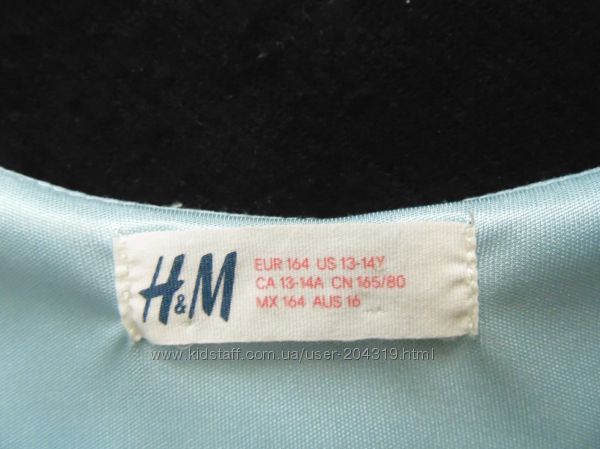 H&M
EUR 164 US 13-14Y
CA 13-14A CN 165/80
MX 164 AUS 16
www.kidstaff.com.ua/user-204319.html